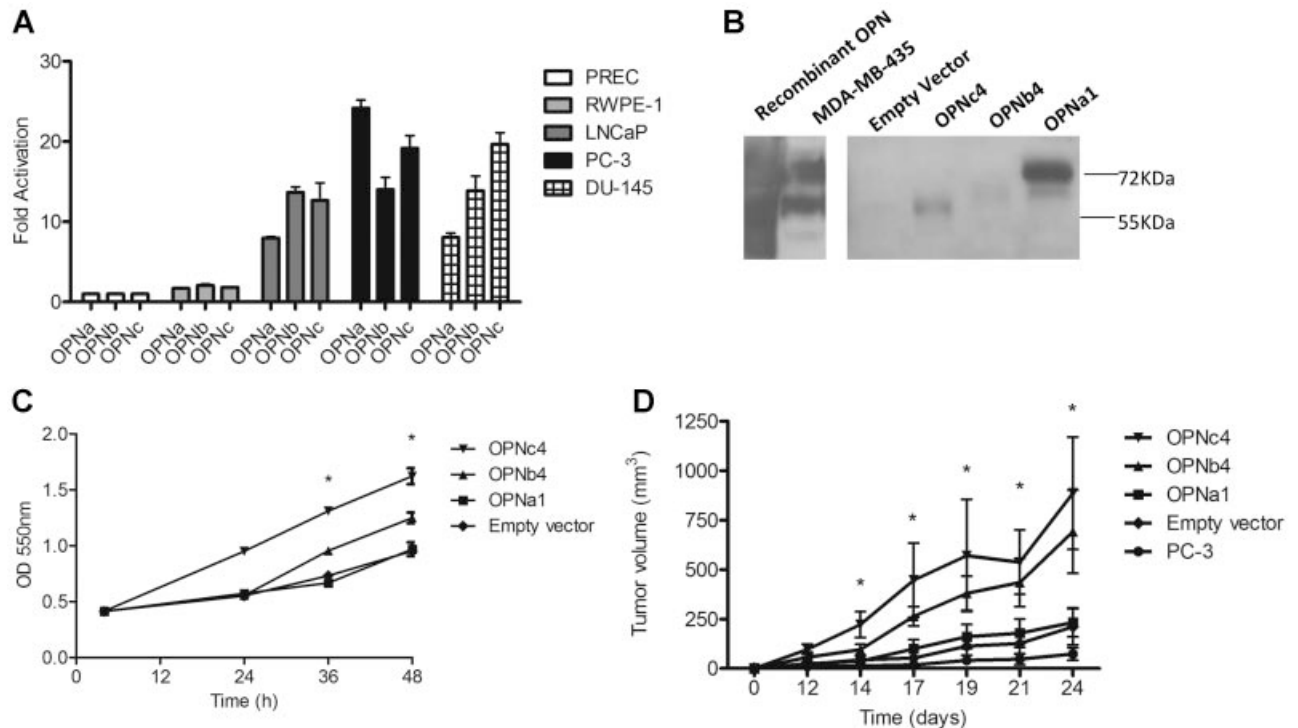 A
30
20
10
0
Fold Activation
OPNa
OPNb
OPNc
OPNa
OPNb
OPNc
OPNa
OPNb
OPNc
OPNa
OPNb
OPNc
OPNa
OPNb
OPNc
PREC
RWPE-1
LNCaP
PC-3
DU-145
B
Recombinant OPN
MDA-MB-435
Empty Vector
OPNc4
OPNb4
OPNa1
72KDa
55KDa
C
2.0
1.5
1.0
0.5
0.0
OD 550nm
* *
0 12 24 36 48
Time (h)
OPNc4
OPNb4
OPNa1
Empty vector
D
1250
1000
750
500
250
0
Tumor volume (mm³)
* * * * *
0 12 14 17 19 21 24
Time (days)
OPNc4
OPNb4
OPNa1
Empty vector
PC-3